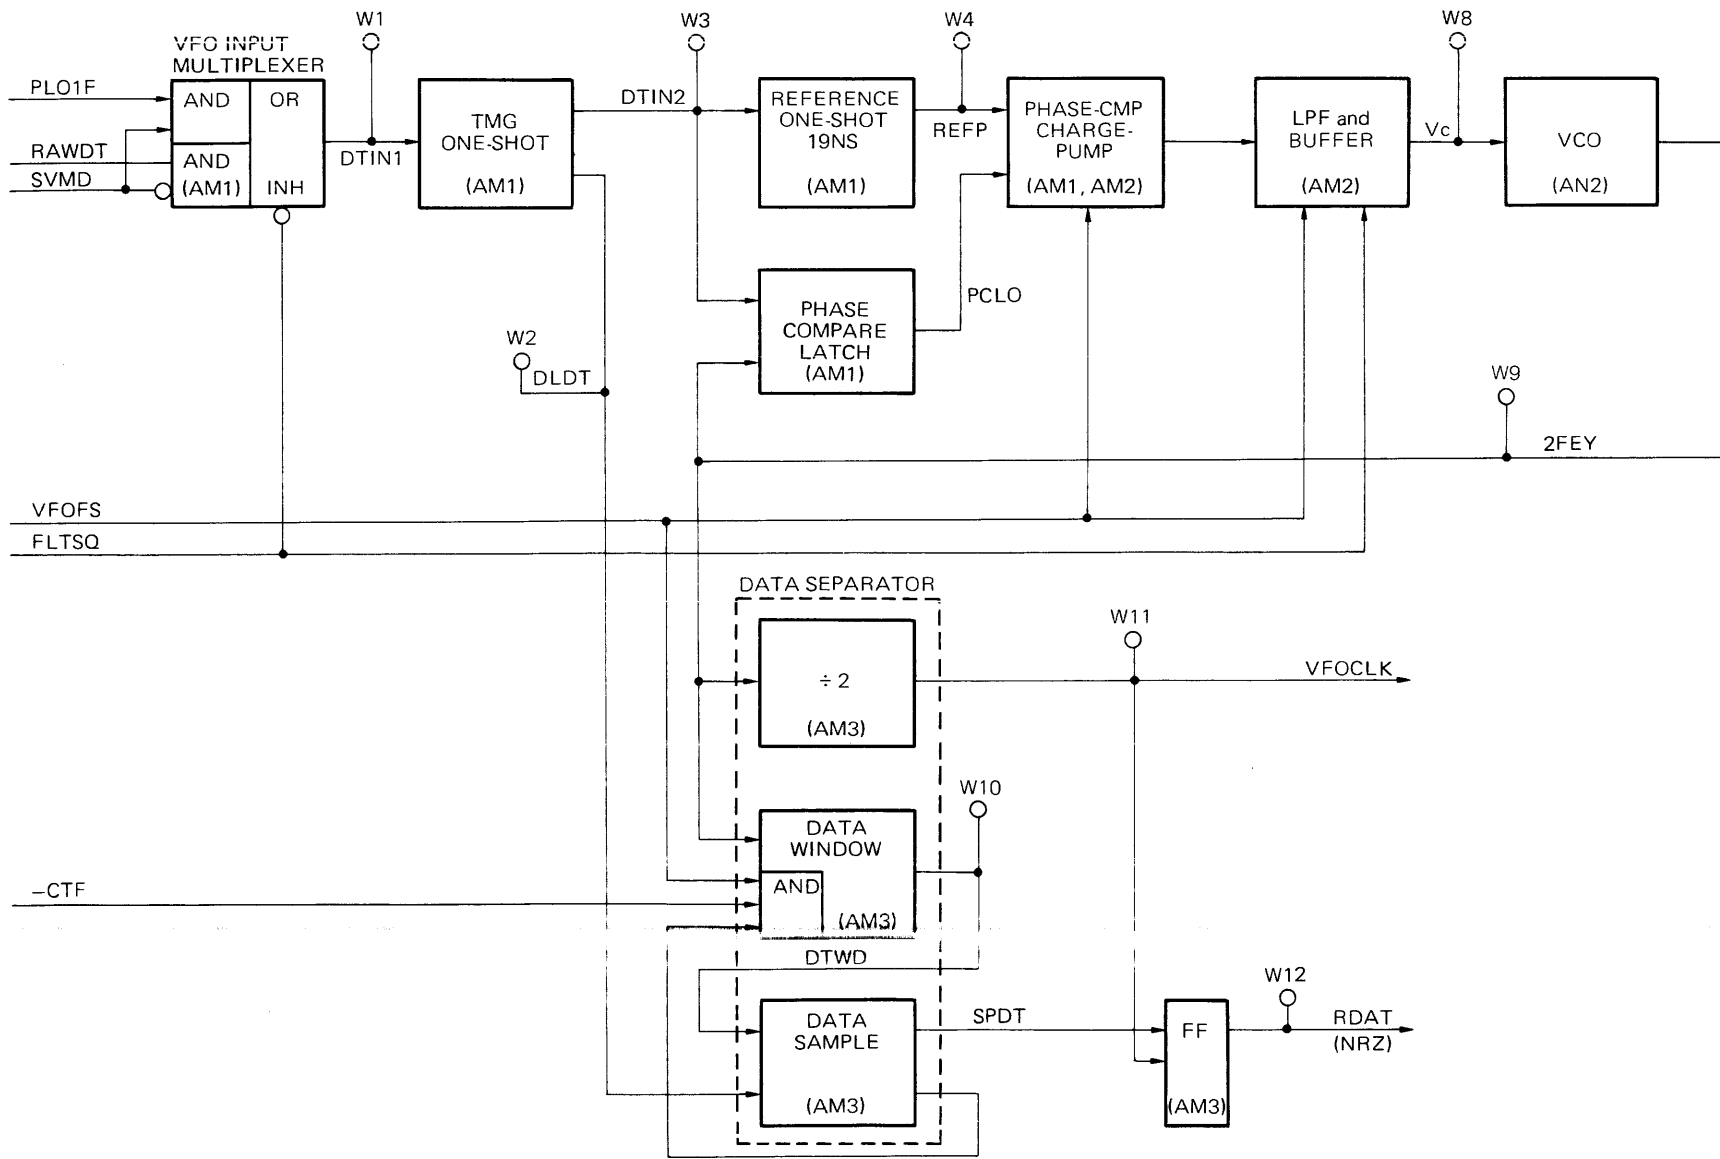 W1
W3
W4
W8
VFO INPUT
MULTIPLEXER
PLO1F
AND
OR
RAWDT
AND
SVMD
(AM1)
INH
DTIN1
TMG
ONE-SHOT
(AM1)
DTIN2
REFERENCE
ONE-SHOT
19NS
(AM1)
REFP
PHASE-CMP
CHARGE-
PUMP
(AM1, AM2)
LPF and
BUFFER
(AM2)
Vc
VCO
(AN2)
PHASE
COMPARE
LATCH
(AM1)
PCLO
W2
DLDT
W9
2FEY
VFOFS
FLTSQ
DATA SEPARATOR
÷ 2
(AM3)
W11
VFOCLK
W10
DATA
WINDOW
AND
(AM3)
–CTF
DTWD
DATA
SAMPLE
(AM3)
SPDT
W12
FF
(AM3)
RDAT
(NRZ)